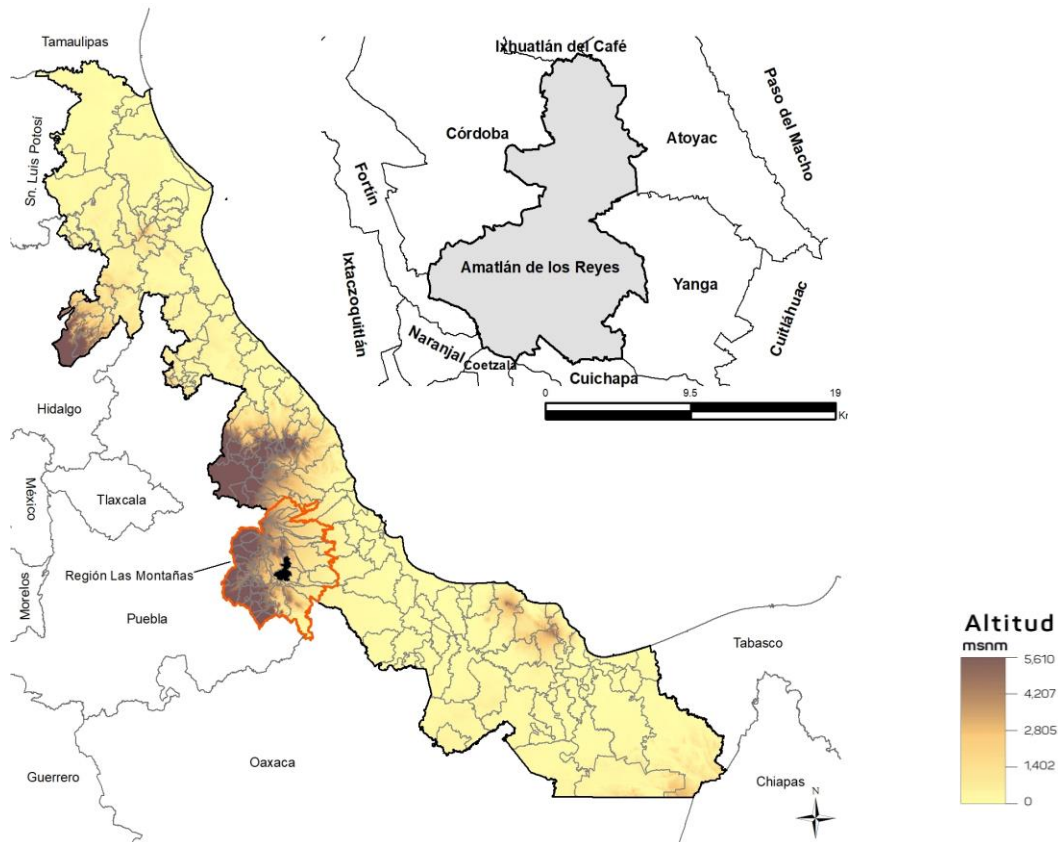 Tamaulipas
Sn. Luis Potosí
Hidalgo
México
Tlaxcala
Morelos
Región Las Montañas
Puebla
Guerrero
Oaxaca
Tabasco
Chiapas
N
Ixhuatlán del Café
Córdoba
Atoyac
Paso del Macho
Fortín
Ixtaczoquitlán
Amatlán de los Reyes
Yanga
Cuitláhuac
Naranjal
Coetzala
Cuichapa
0 9.5 19
Altitud
msnm
5,610
4,207
2,805
1402
0